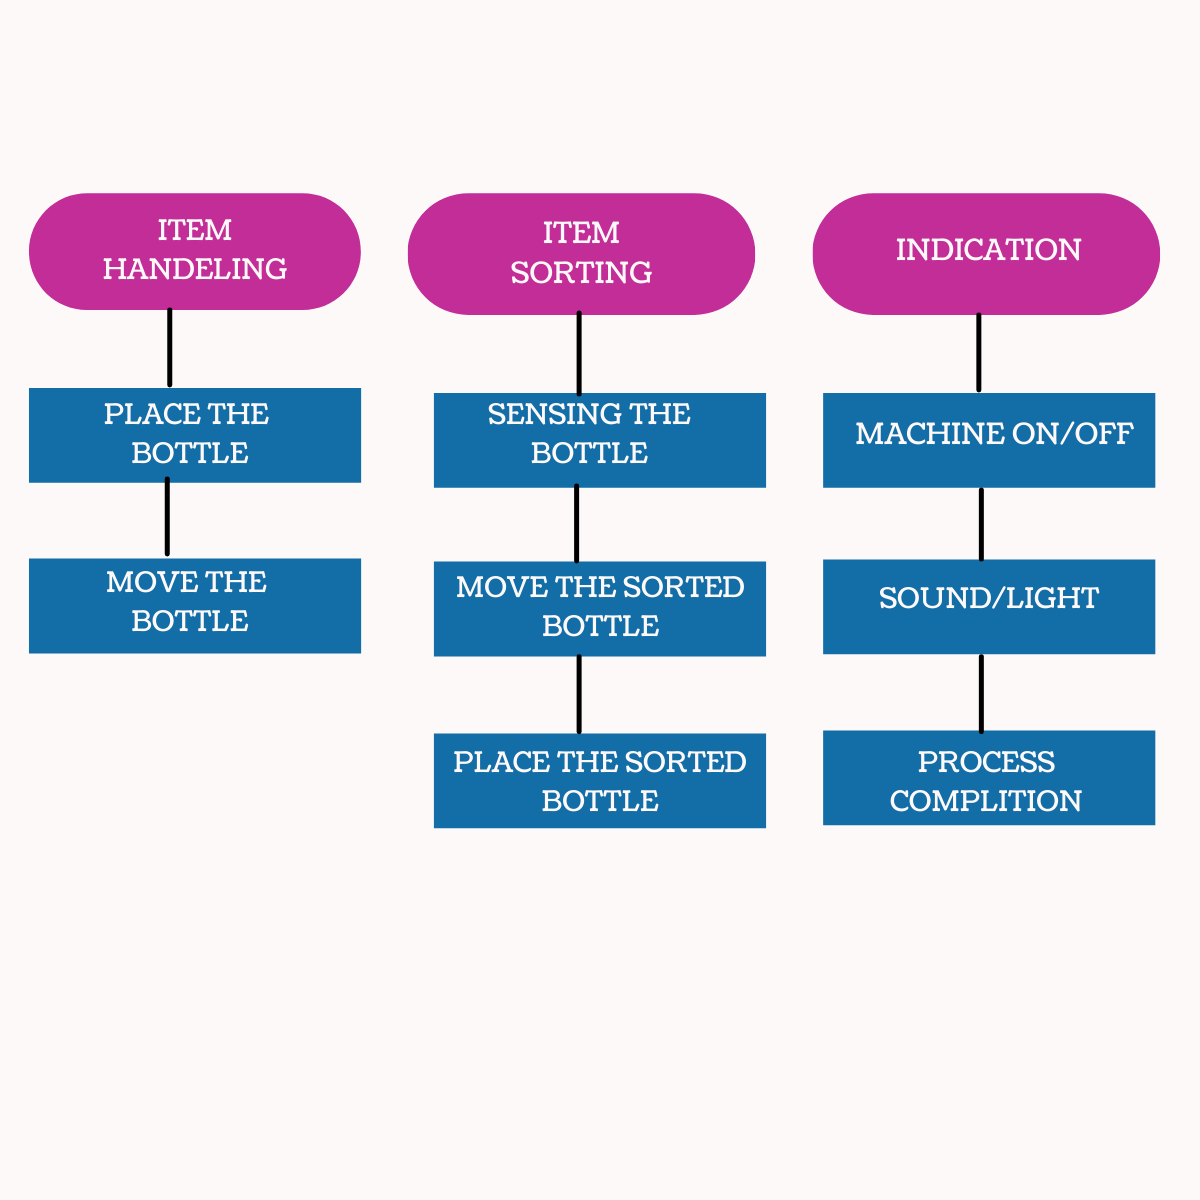 ITEM
HANDELING
PLACE THE
BOTTLE
MOVE THE
BOTTLE
ITEM
SORTING
SENSING THE
BOTTLE
MOVE THE SORTED
BOTTLE
PLACE THE SORTED
BOTTLE
INDICATION
MACHINE ON/OFF
SOUND/LIGHT
PROCESS
COMPLITION